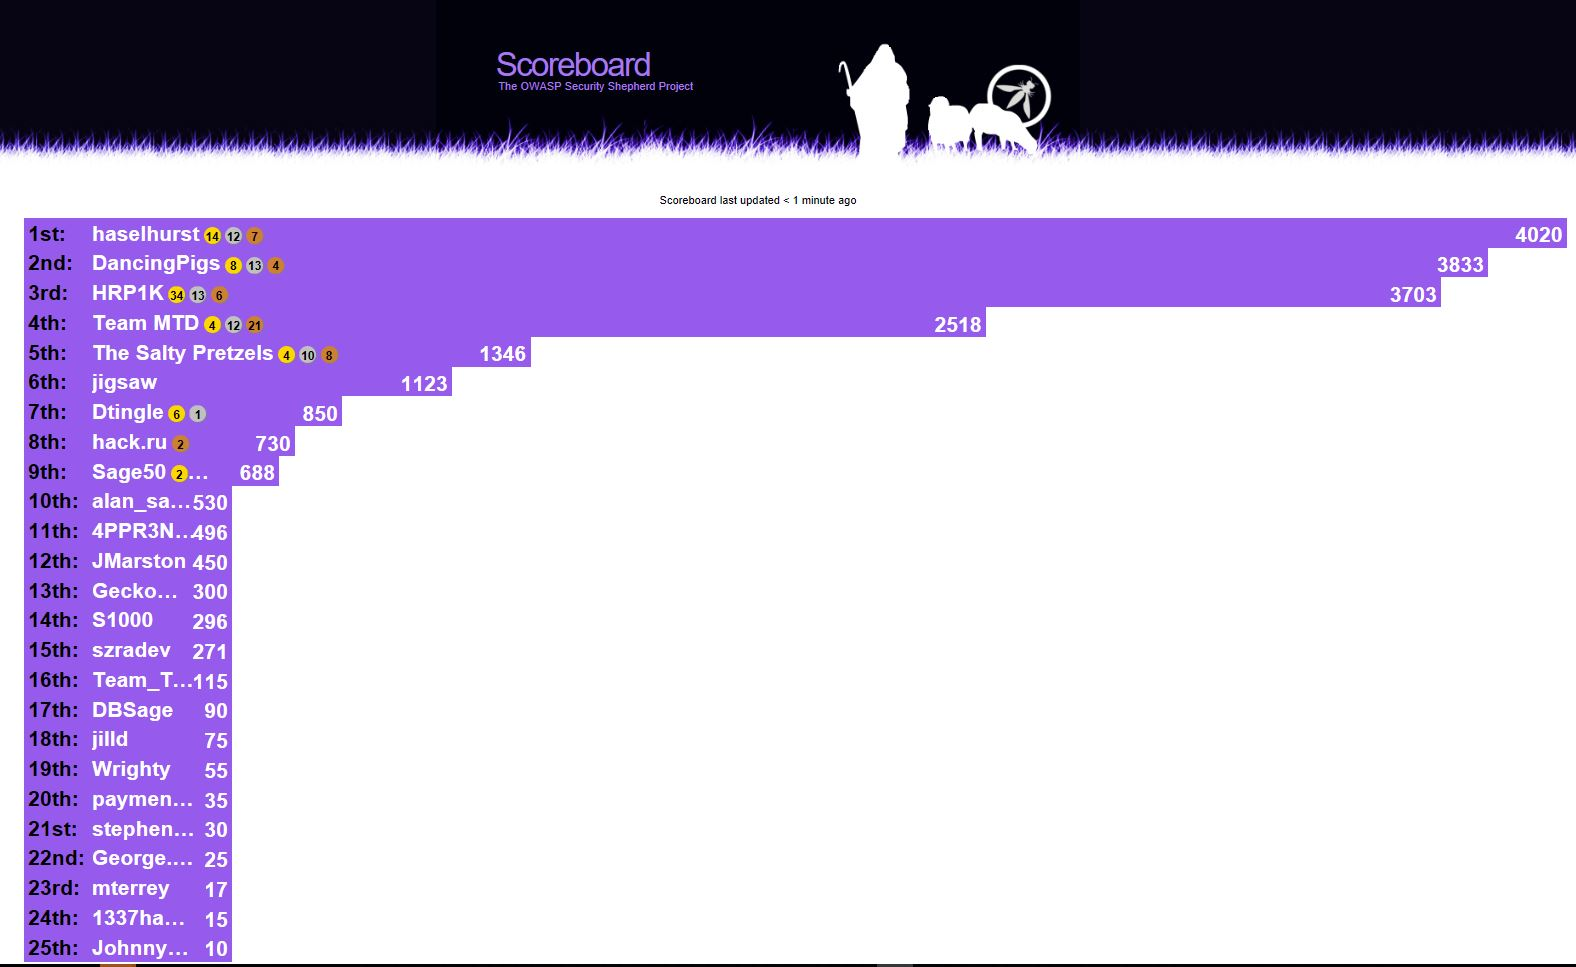 Scoreboard
The OWASP Security Shepherd Project
Scoreboard last updated < 1 minute ago
1st: haselhurst 14 12 7 4020
2nd: DancingPigs 8 13 4 3833
3rd: HRP1K 34 13 6 3703
4th: Team MTD 4 12 21 2518
5th: The Salty Pretzels 4 10 8 1346
6th: jigsaw 1123
7th: Dtingle 6 1 850
8th: hack.ru 2 730
9th: Sage50 2... 688
10th: alan_sa... 530
11th: 4PPR3N... 496
12th: JMarston 450
13th: Gecko... 300
14th: S1000 296
15th: szradev 271
16th: Team_T... 115
17th: DBSage 90
18th: jilld 75
19th: Wrighty 55
20th: paymen... 35
21st: stephen... 30
22nd: George.... 25
23rd: mterrey 17
24th: 1337ha... 15
25th: Johnny... 10